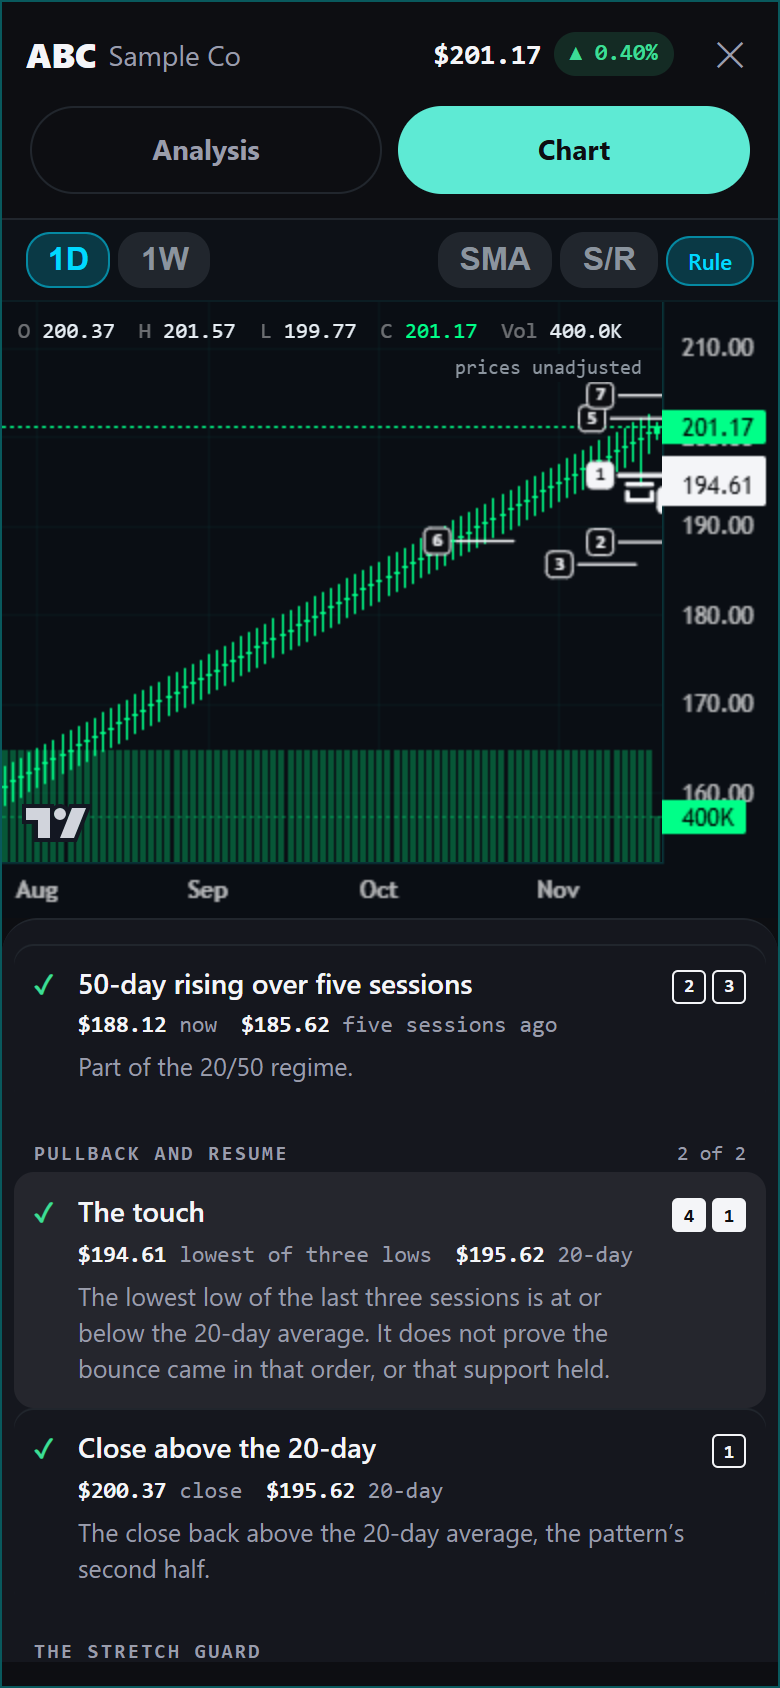 ABC Sample Co $201.17 ▲ 0.40%
Analysis Chart
1D 1W SMA S/R Rule
O 200.37 H 201.57 L 199.77 C 201.17 Vol 400.0K
prices unadjusted
210.00
7
5
201.17
1
194.61
190.00
6
2
3
180.00
170.00
160.00
400K
Aug Sep Oct Nov
✓ 50-day rising over five sessions 2 3
$188.12 now $185.62 five sessions ago
Part of the 20/50 regime.
PULLBACK AND RESUME 2 of 2
✓ The touch 4 1
$194.61 lowest of three lows $195.62 20-day
The lowest low of the last three sessions is at or
below the 20-day average. It does not prove the
bounce came in that order, or that support held.
✓ Close above the 20-day 1
$200.37 close $195.62 20-day
The close back above the 20-day average, the pattern’s
second half.
THE STRETCH GUARD